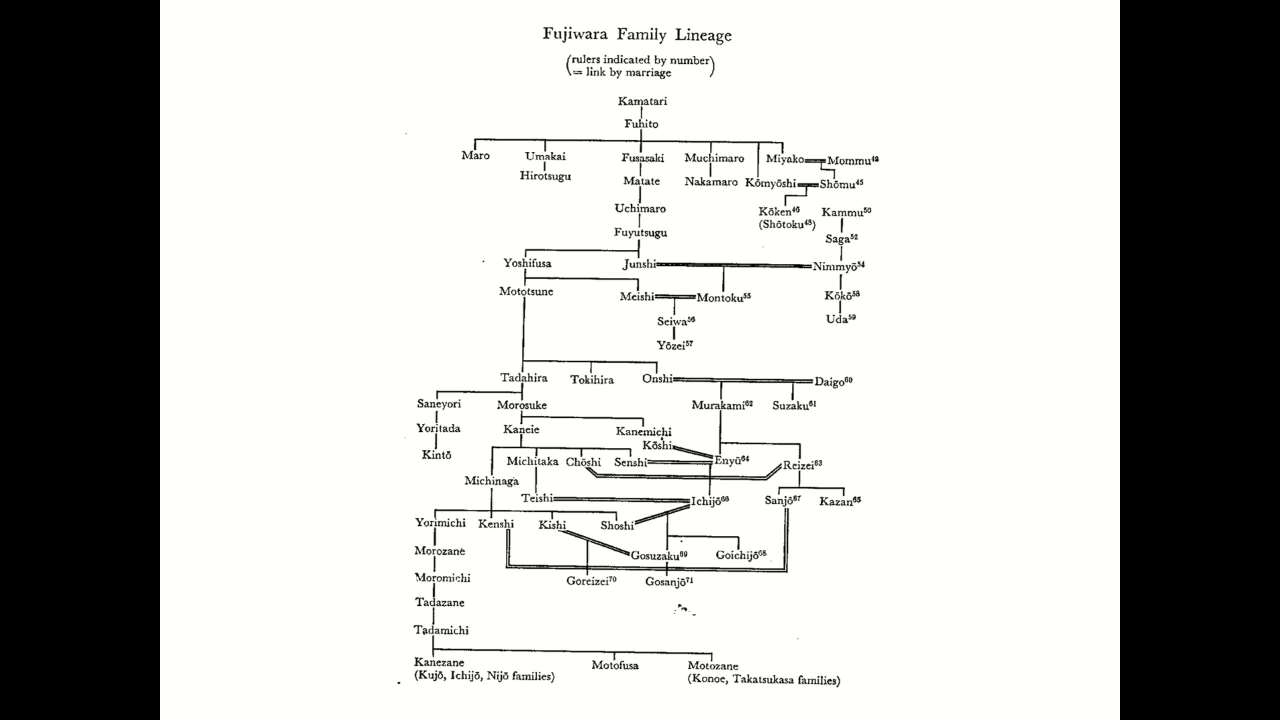 Fujiwara Family Lineage
(rulers indicated by number
= link by marriage)
Kamatari
Fuhito
Maro Umakai Fusasaki Muchimaro Miyako Mommu⁴²
Hirotsugu Matate Nakamaro Kōmyōshi Shōmu⁴⁵
Uchimaro Kōken⁴⁶ Kammu⁵⁰
(Shōtoku⁴⁸)
Fuyutsugu Saga⁵²
Yoshifusa Junshi Nimmyō⁵⁴
Mototsune Meishi Montoku⁵⁵ Kōkō⁵⁸
Seiwa⁵⁶ Uda⁵⁹
Yōzei⁵⁷
Tadahira Tokihira Onshi Daigo⁶⁰
Saneyori Morosuke Murakami⁶² Suzaku⁶¹
Yoritada Kaneie Kanemichi
Kōshi
Kintō Michitaka Chōshi Senshi Enyū⁶⁴ Reizei⁶³
Michinaga
Teishi Ichijō⁶⁶ Sanjō⁶⁷ Kazan⁶⁵
Yorimichi Kenshi Kishi Shoshi
Morozane Gosuzaku⁶⁹ Goichijō⁶⁸
Moromichi Goreizei⁷⁰ Gosanjō⁷¹
Tadazane
Tadamichi
Kanezane Motofusa Motozane
(Kujō, Ichijō, Nijō families) (Konoe, Takatsukasa families)